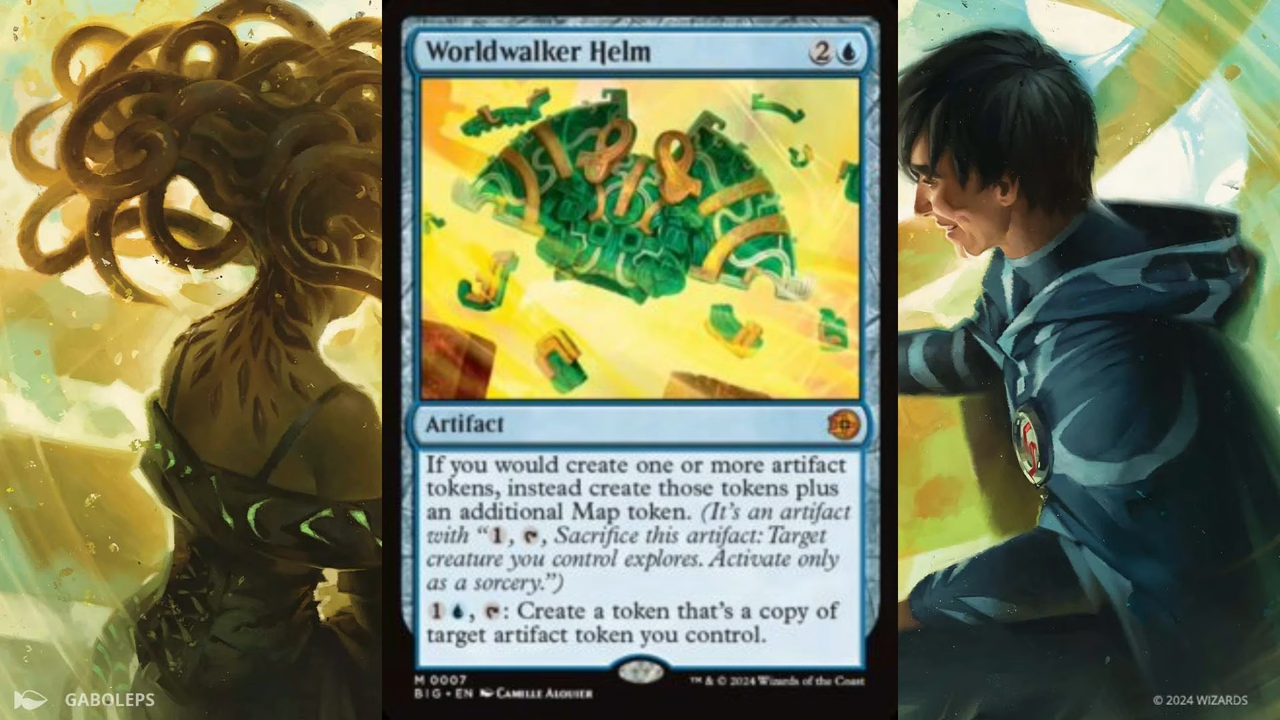 Worldwalker Helm
2
Artifact
If you would create one or more artifact
tokens, instead create those tokens plus
an additional Map token. (It's an artifact
with “1, , Sacrifice this artifact: Target
creature you control explores. Activate only
as a sorcery.”)
1 , : Create a token that's a copy of
target artifact token you control.
M 0007
BIG • EN Camille Alquier
™ & © 2024 Wizards of the Coast
GABOLEPS
© 2024 WIZARDS